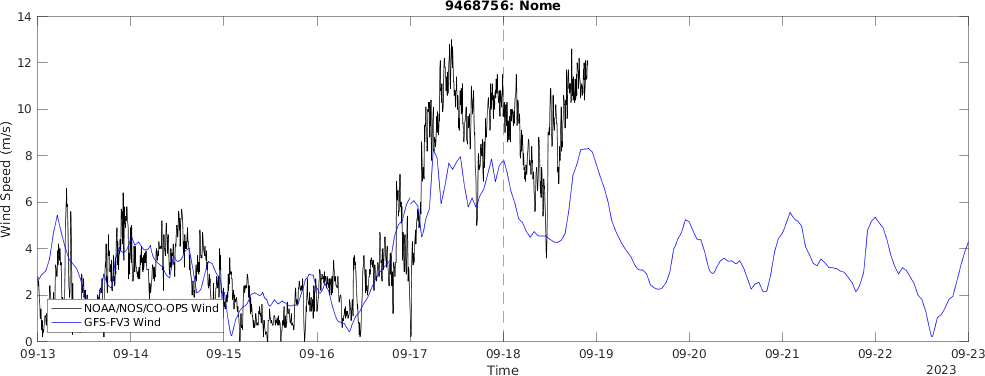 9468756: Nome
Wind Speed (m/s)
14
12
10
8
6
4
2
0
NOAA/NOS/CO-OPS Wind
GFS-FV3 Wind
09-13 09-14 09-15 09-16 09-17 09-18 09-19 09-20 09-21 09-22 09-23
Time
2023